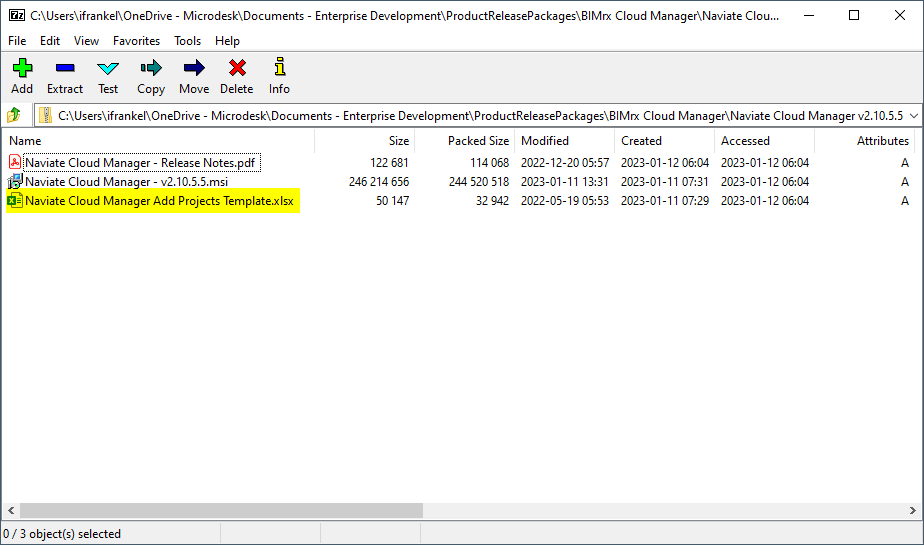 7z C:\Users\ifrankel\OneDrive - Microdesk\Documents - Enterprise Development\ProductReleasePackages\BIMrx Cloud Manager\Naviate Clou...
File Edit View Favorites Tools Help
Add Extract Test Copy Move Delete Info
C:\Users\ifrankel\OneDrive - Microdesk\Documents - Enterprise Development\ProductReleasePackages\BIMrx Cloud Manager\Naviate Cloud Manager v2.10.5.5
Name Size Packed Size Modified Created Accessed Attributes
Naviate Cloud Manager - Release Notes.pdf 122 681 114 068 2022-12-20 05:57 2023-01-12 06:04 2023-01-12 06:04 A
Naviate Cloud Manager - v2.10.5.5.msi 246 214 656 244 520 518 2023-01-11 13:31 2023-01-11 07:31 2023-01-12 06:04 A
Naviate Cloud Manager Add Projects Template.xlsx 50 147 32 942 2022-05-19 05:53 2023-01-11 07:29 2023-01-12 06:04 A
0 / 3 object(s) selected